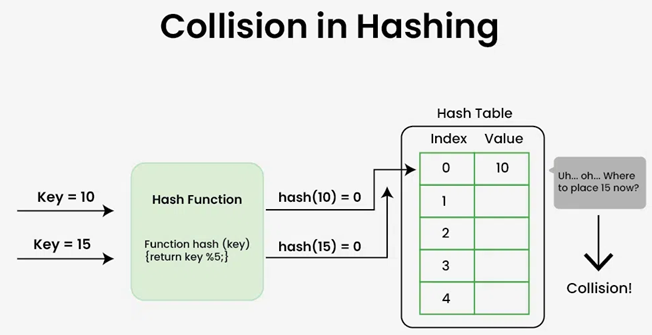 Collision in Hashing
Hash Table
Index Value
Key = 10
Key = 15
Hash Function
Function hash (key)
{return key %5;}
hash(10) = 0
hash(15) = 0
0 10
1
2
3
4
Uh... oh... Where
to place 15 now?
Collision!